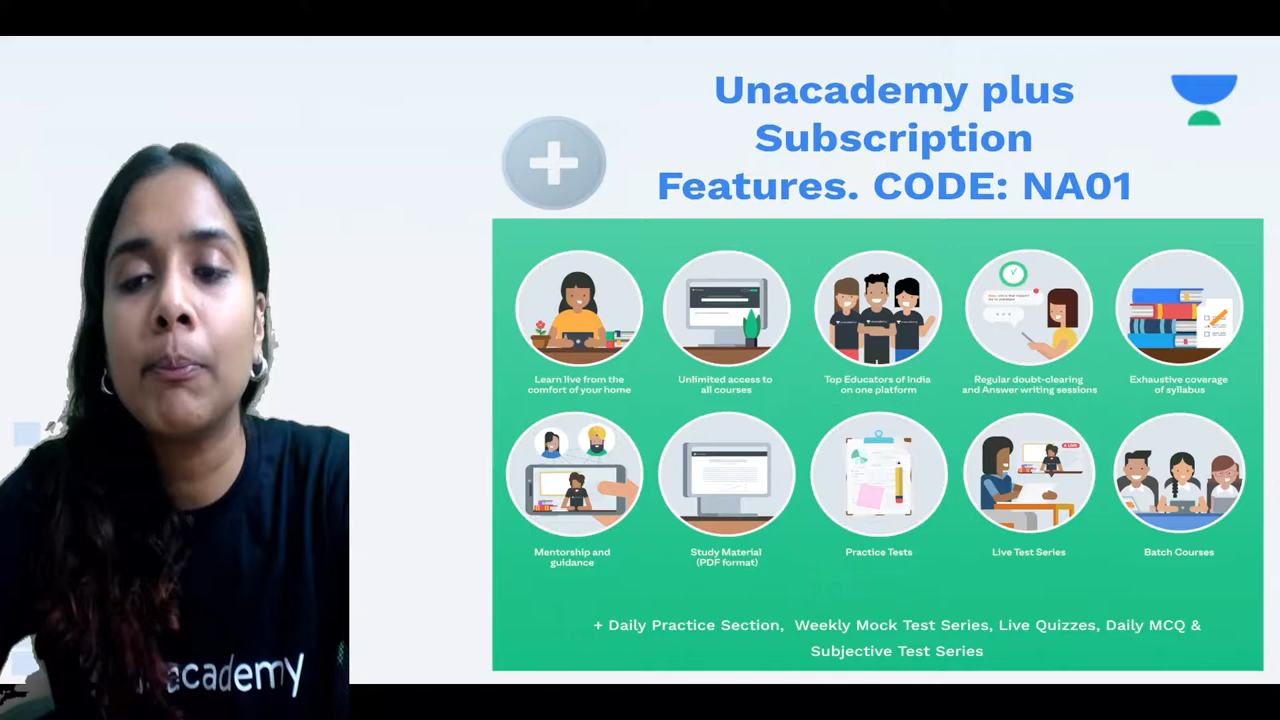 Unacademy plus
Subscription
Features. CODE: NA01
Learn live from the
comfort of your home
Unlimited access to
all courses
Top Educators of India
on one platform
Regular doubt-clearing
and Answer writing sessions
Exhaustive coverage
of syllabus
Mentorship and
guidance
Study Material
(PDF format)
Practice Tests
LIVE
Live Test Series
Batch Courses
+ Daily Practice Section, Weekly Mock Test Series, Live Quizzes, Daily MCQ &
Subjective Test Series
academy